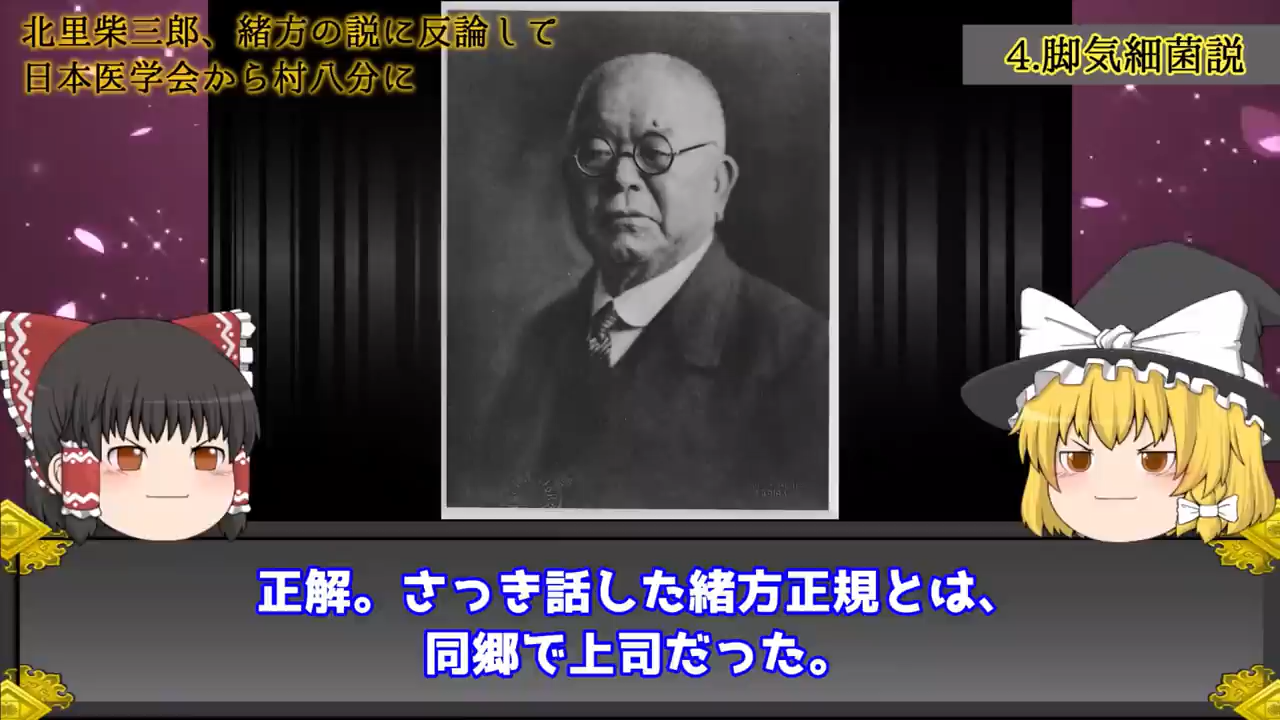 北里柴三郎、緒方の説に反論して
日本医学会から村八分に
4.脚気細菌説
正解。さっき話した緒方正規とは、
同郷で上司だった。